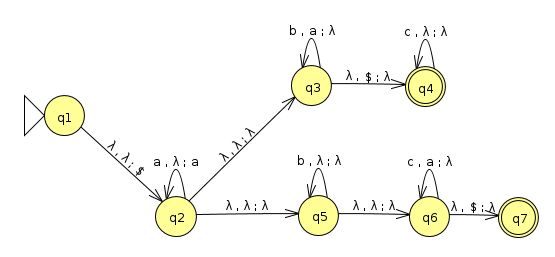 b , a ; λ
c , λ ; λ
q3
λ , $ ; λ
q4
q1
λ , λ ; $
λ , λ ; λ
a , λ ; a
b , λ ; λ
c , a ; λ
q2
λ , λ ; λ
q5
λ , λ ; λ
q6
λ , $ ; λ
q7